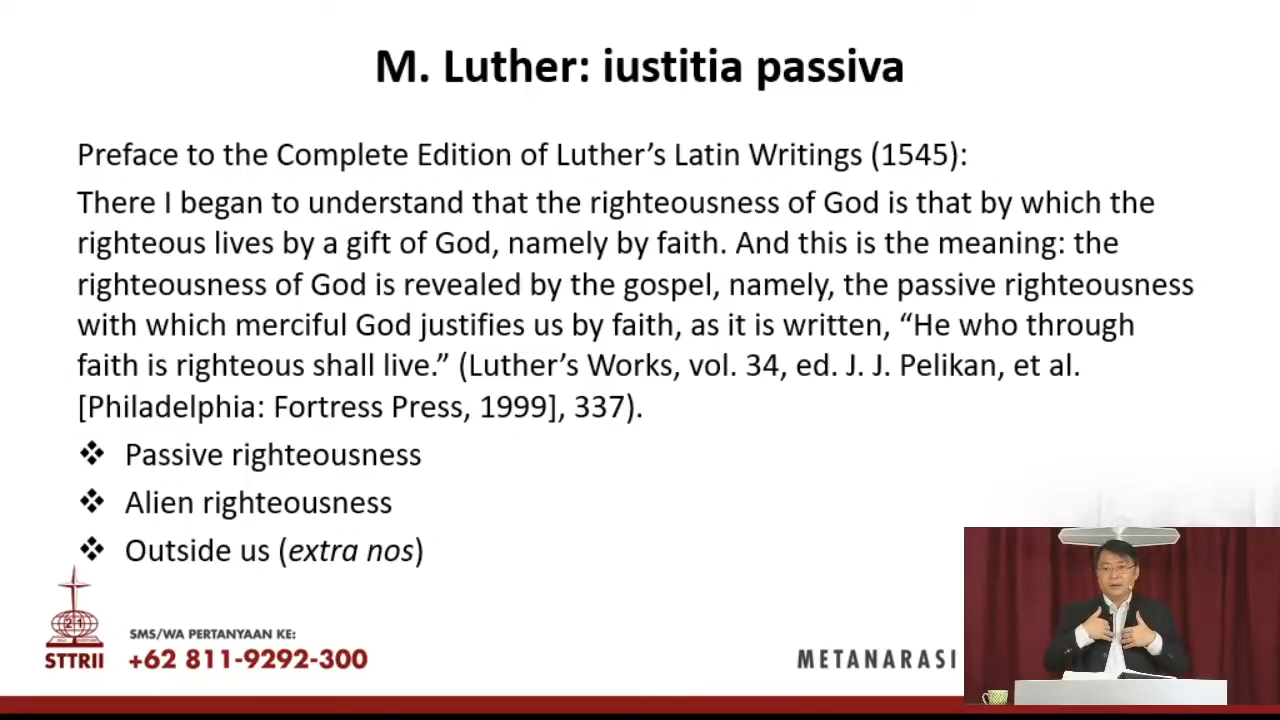 M. Luther: iustitia passiva
Preface to the Complete Edition of Luther’s Latin Writings (1545):
There I began to understand that the righteousness of God is that by which the
righteous lives by a gift of God, namely by faith. And this is the meaning: the
righteousness of God is revealed by the gospel, namely, the passive righteousness
with which merciful God justifies us by faith, as it is written, “He who through
faith is righteous shall live.” (Luther’s Works, vol. 34, ed. J. J. Pelikan, et al.
[Philadelphia: Fortress Press, 1999], 337).
❖ Passive righteousness
❖ Alien righteousness
❖ Outside us (extra nos)
21
STTRII
SMS/WA PERTANYAAN KE:
+62 811-9292-300
METANARASI